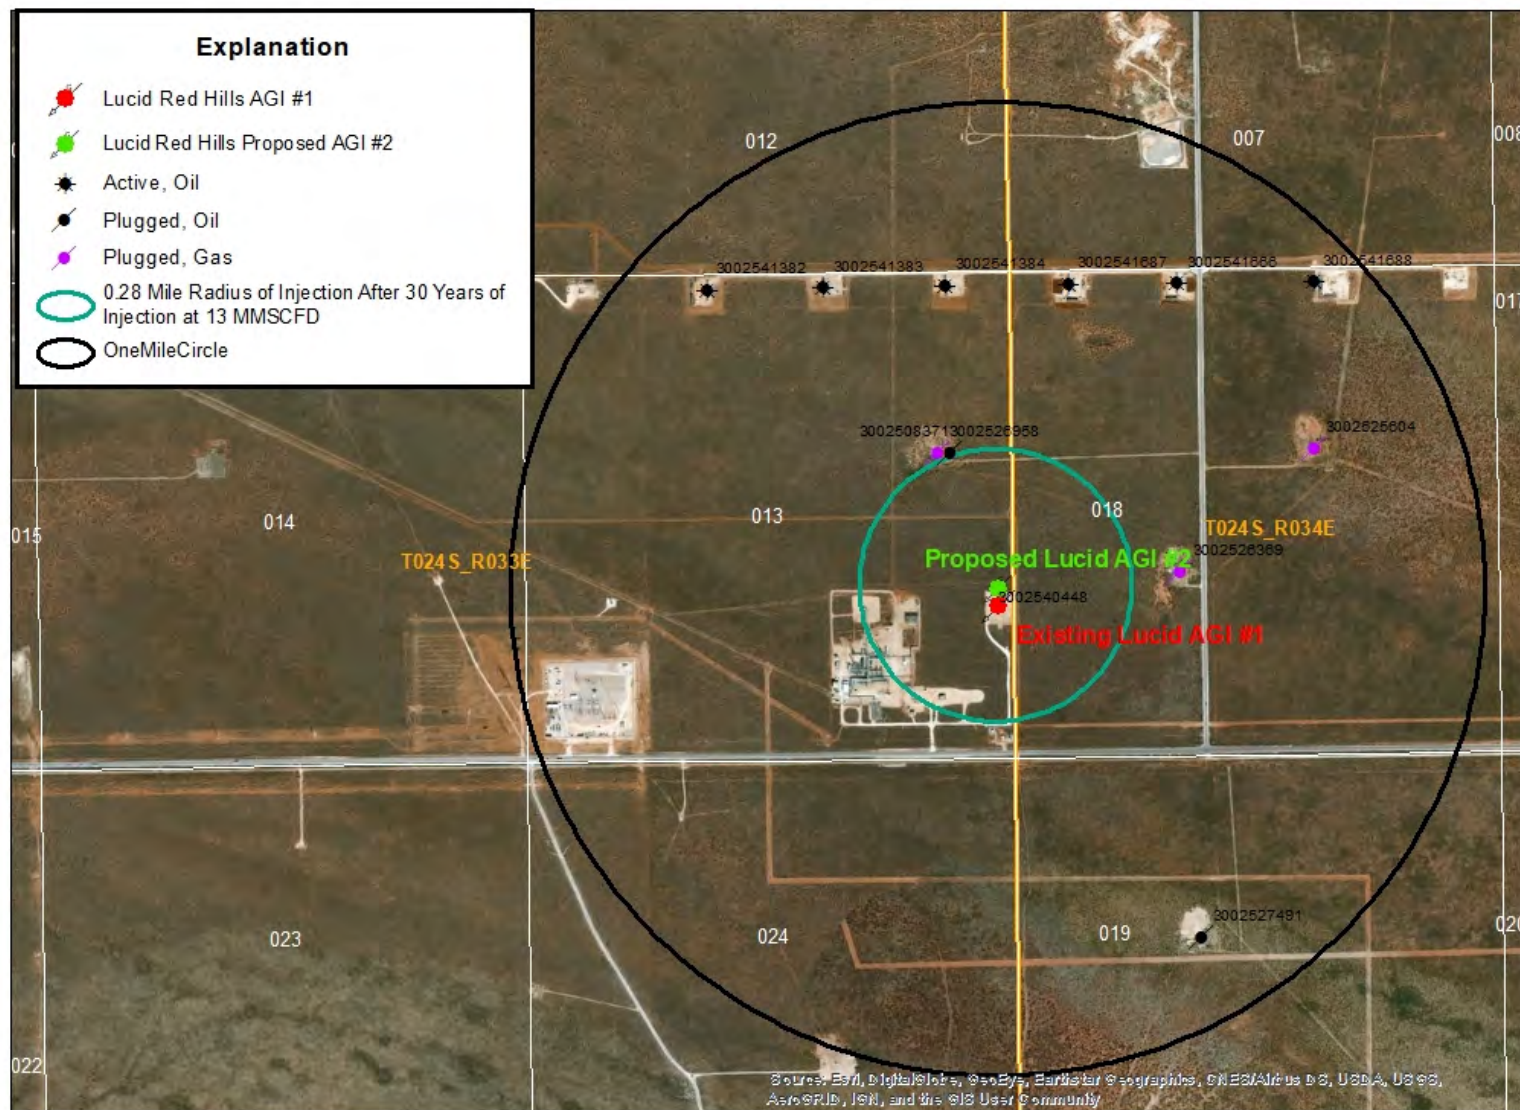 Explanation
Lucid Red Hills AGI #1
Lucid Red Hills Proposed AGI #2
Active, Oil
Plugged, Oil
Plugged, Gas
0.28 Mile Radius of Injection After 30 Years of
Injection at 13 MMSCFD
OneMileCircle
012
007
008
3002541382
3002541383
3002541384
3002541687
3002541666
3002541688
017
3002508371
3002526958
3002525604
015
014
013
018
T024S_R033E
T024S_R034E
3002526369
Proposed Lucid AGI #2
3002540448
Existing Lucid AGI #1
023
024
019
3002527491
020
022
Source: Esri, DigitalGlobe, GeoEye, Earthstar Geographics, CNES/Airbus DS, USDA, USGS,
AeroGRID, IGN, and the GIS User Community